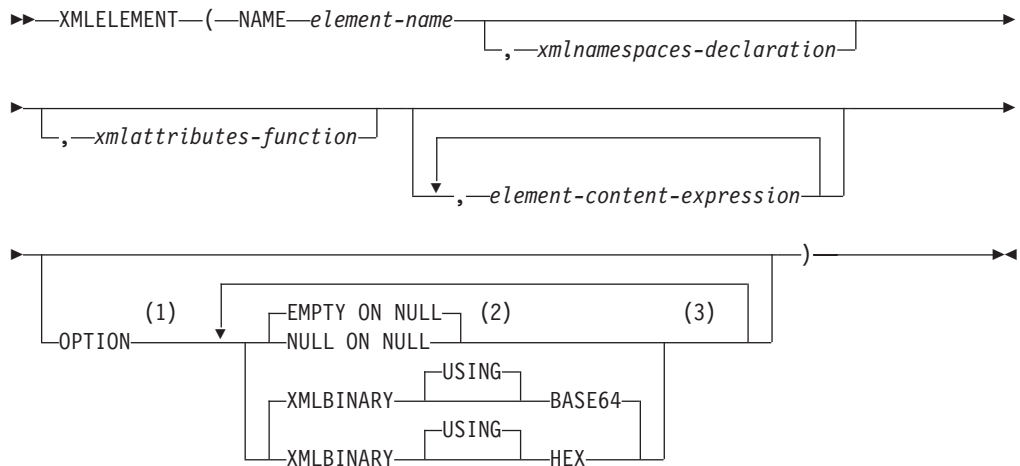 XMLELEMENT ( NAME element-name
, xmlnamespaces-declaration
, xmlattributes-function
, element-content-expression
)
(1) EMPTY ON NULL (2) (3)
OPTION NULL ON NULL
USING
XMLBINARY BASE64
USING
XMLBINARY HEX